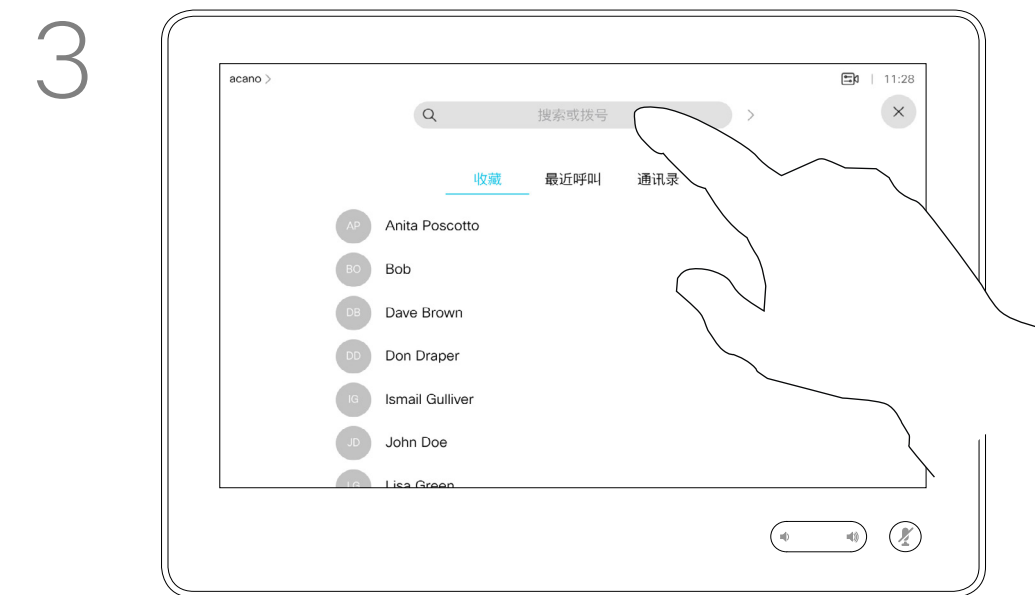 3
acano >
11:28
搜索或拨号
收藏 最近呼叫 通讯录
AP Anita Poscotto
BO Bob
DB Dave Brown
DD Don Draper
IG Ismail Gulliver
JD John Doe
LG Lisa Green